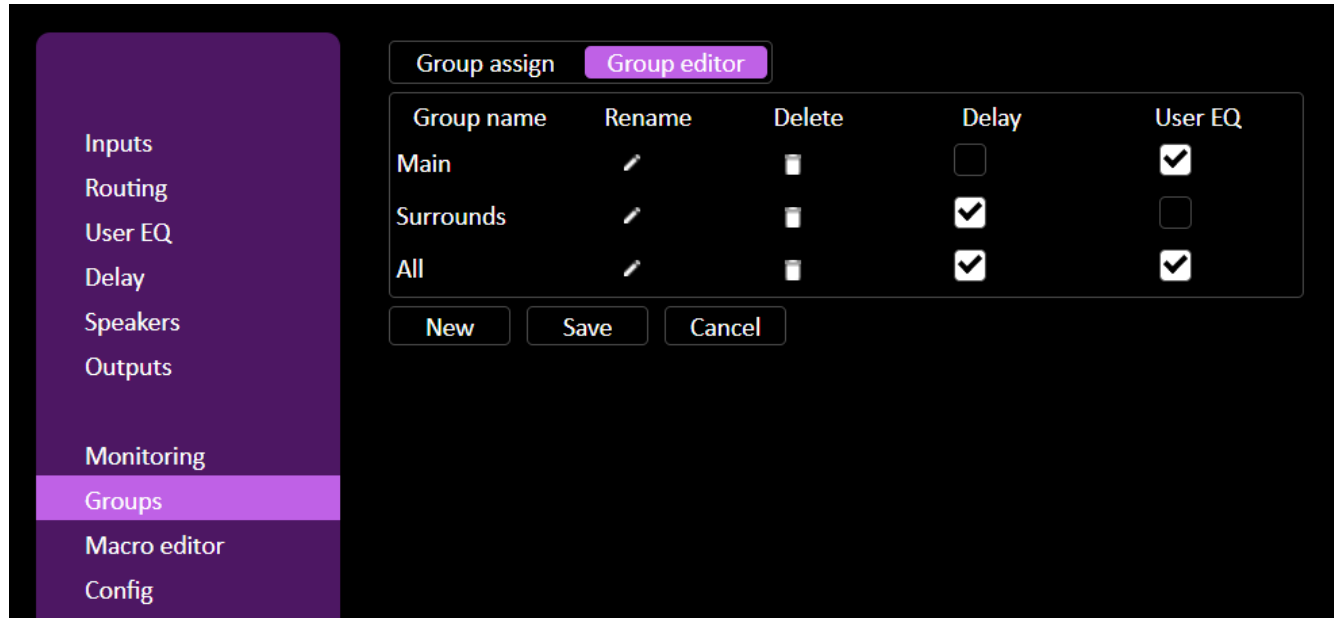 Inputs
Routing
User EQ
Delay
Speakers
Outputs
Monitoring
Groups
Macro editor
Config
Group assign Group editor
Group name Rename Delete Delay User EQ
Main
Surrounds
All
New Save Cancel